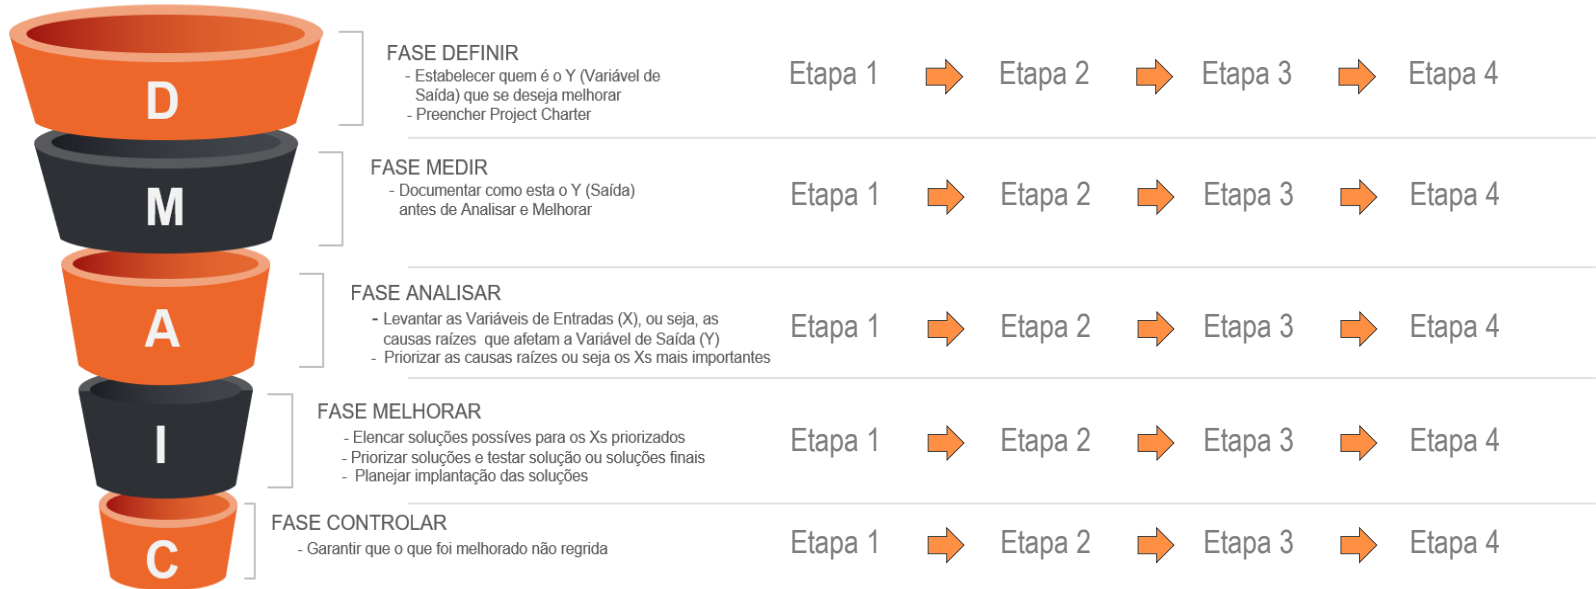 D
FASE DEFINIR
- Estabelecer quem é o Y (Variável de
Saída) que se deseja melhorar
- Preencher Project Charter
Etapa 1 Etapa 2 Etapa 3 Etapa 4
M
FASE MEDIR
- Documentar como esta o Y (Saída)
antes de Analisar e Melhorar
Etapa 1 Etapa 2 Etapa 3 Etapa 4
A
FASE ANALISAR
- Levantar as Variáveis de Entradas (X), ou seja, as
causas raízes que afetam a Variável de Saída (Y)
- Priorizar as causas raízes ou seja os Xs mais importantes
Etapa 1 Etapa 2 Etapa 3 Etapa 4
I
FASE MELHORAR
- Elencar soluções possíves para os Xs priorizados
- Priorizar soluções e testar solução ou soluções finais
- Planejar implantação das soluções
Etapa 1 Etapa 2 Etapa 3 Etapa 4
C
FASE CONTROLAR
- Garantir que o que foi melhorado não regrida
Etapa 1 Etapa 2 Etapa 3 Etapa 4